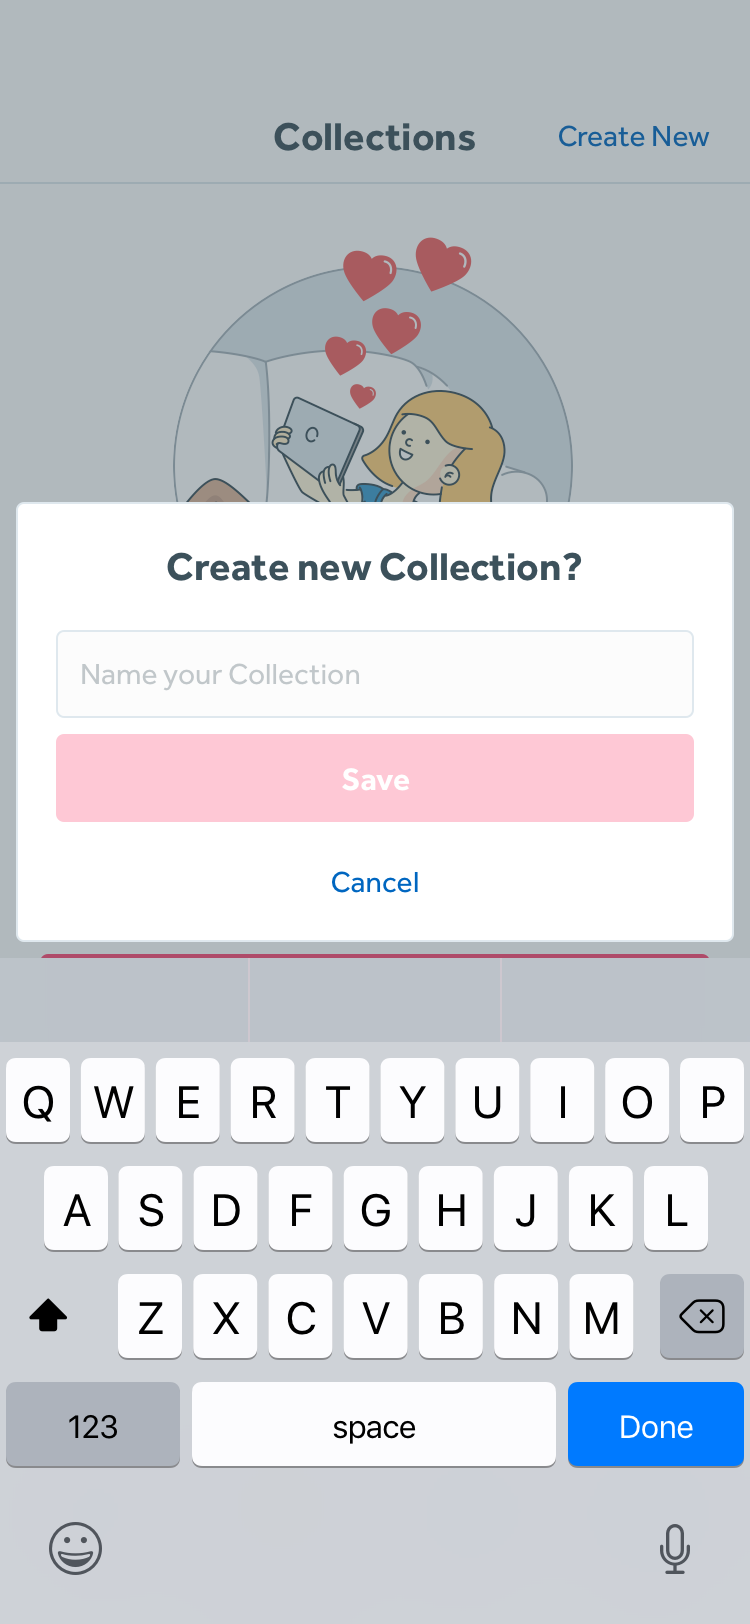 Collections
Create New
Create new Collection?
Name your Collection
Save
Cancel
Q W E R T Y U I O P
A S D F G H J K L
Z X C V B N M
123 space Done